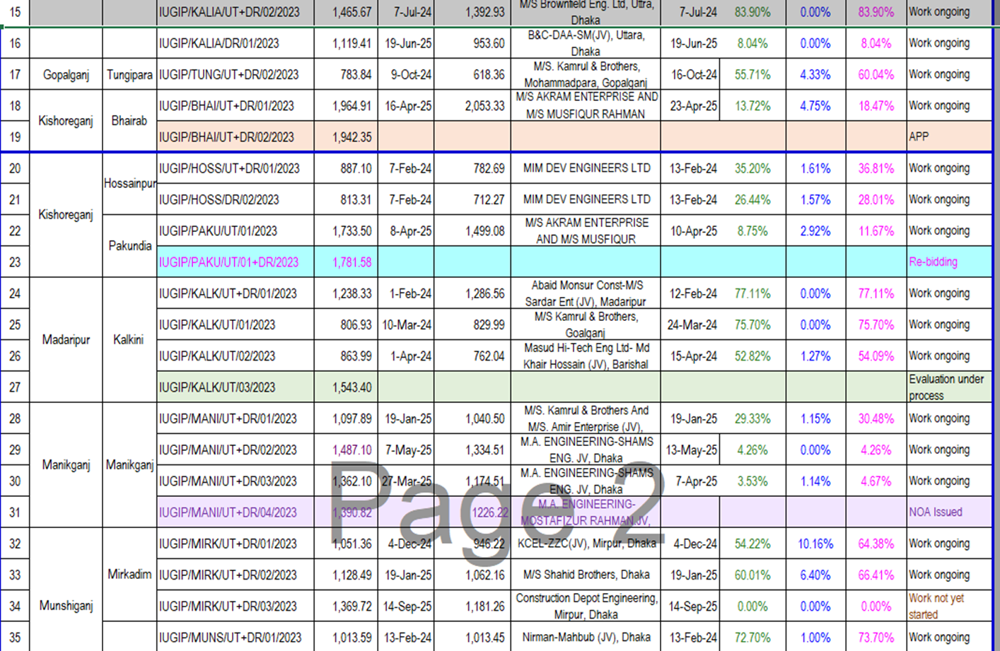 15 IUGIP/KALIA/UT+DR/02/2023 1,465.67 7-Jul-24 1,392.93 M/S Brownfield Eng. Ltd, Uttra, Dhaka 7-Jul-24 83.90% 0.00% 83.90% Work ongoing
16 IUGIP/KALIA/DR/01/2023 1,119.41 19-Jun-25 953.60 B&C-DAA-SM(JV), Uttara, Dhaka 19-Jun-25 8.04% 0.00% 8.04% Work ongoing
17 Gopalganj Tungipara IUGIP/TUNG/UT+DR/02/2023 783.84 9-Oct-24 618.36 M/S. Kamrul & Brothers, Mohammadpara, Gopalganj 16-Oct-24 55.71% 4.33% 60.04% Work ongoing
18 Kishoreganj Bhairab IUGIP/BHAI/UT+DR/01/2023 1,964.91 16-Apr-25 2,053.33 M/S AKRAM ENTERPRISE AND M/S MUSFIQUR RAHMAN 23-Apr-25 13.72% 4.75% 18.47% Work ongoing
19 IUGIP/BHAI/UT+DR/02/2023 1,942.35 APP
20 Kishoreganj Hossainpur IUGIP/HOSS/UT+DR/01/2023 887.10 7-Feb-24 782.69 MIM DEV ENGINEERS LTD 13-Feb-24 35.20% 1.61% 36.81% Work ongoing
21 IUGIP/HOSS/DR/02/2023 813.31 7-Feb-24 712.27 MIM DEV ENGINEERS LTD 13-Feb-24 26.44% 1.57% 28.01% Work ongoing
22 Pakundia IUGIP/PAKU/UT/01/2023 1,733.50 8-Apr-25 1,499.08 M/S AKRAM ENTERPRISE AND M/S MUSFIQUR 10-Apr-25 8.75% 2.92% 11.67% Work ongoing
23 IUGIP/PAKU/UT/01+DR/2023 1,781.58 Re-bidding
24 Madaripur Kalkini IUGIP/KALK/UT+DR/01/2023 1,238.33 1-Feb-24 1,286.56 Abaid Monsur Const-M/S Sardar Ent (JV), Madaripur 12-Feb-24 77.11% 0.00% 77.11% Work ongoing
25 IUGIP/KALK/UT/01/2023 806.93 10-Mar-24 829.99 M/S Kamrul & Brothers, Goalganj 24-Mar-24 75.70% 0.00% 75.70% Work ongoing
26 IUGIP/KALK/UT/02/2023 863.99 1-Apr-24 762.04 Masud Hi-Tech Eng Ltd- Md Khair Hossain (JV), Barishal 15-Apr-24 52.82% 1.27% 54.09% Work ongoing
27 IUGIP/KALK/UT/03/2023 1,543.40 Evaluation under process
28 Manikganj Manikganj IUGIP/MANI/UT+DR/01/2023 1,097.89 19-Jan-25 1,040.50 M/S. Kamrul & Brothers And M/S. Amir Enterprise (JV), 19-Jan-25 29.33% 1.15% 30.48% Work ongoing
29 IUGIP/MANI/UT+DR/02/2023 1,487.10 7-May-25 1,334.51 M.A. ENGINEERING-SHAMS ENG. JV, Dhaka 13-May-25 4.26% 0.00% 4.26% Work ongoing
30 IUGIP/MANI/UT+DR/03/2023 1,362.10 27-Mar-25 1,174.51 M.A. ENGINEERING-SHAMS ENG. JV, Dhaka 7-Apr-25 3.53% 1.14% 4.67% Work ongoing
31 IUGIP/MANI/UT+DR/04/2023 1,390.82 1226.22 M.A. ENGINEERING-MOSTAFIZUR RAHMAN JV, NOA Issued
Page 2
32 Munshiganj Mirkadim IUGIP/MIRK/UT+DR/01/2023 1,051.36 4-Dec-24 946.22 KCEL-ZZC(JV), Mirpur, Dhaka 4-Dec-24 54.22% 10.16% 64.38% Work ongoing
33 IUGIP/MIRK/UT+DR/02/2023 1,128.49 19-Jan-25 1,062.16 M/S Shahid Brothers, Dhaka 19-Jan-25 60.01% 6.40% 66.41% Work ongoing
34 IUGIP/MIRK/UT+DR/03/2023 1,369.72 14-Sep-25 1,181.26 Construction Depot Engineering, Mirpur, Dhaka 14-Sep-25 0.00% 0.00% 0.00% Work not yet started
35 IUGIP/MUNS/UT+DR/01/2023 1,013.59 13-Feb-24 1,013.45 Nirman-Mahbub (JV), Dhaka 13-Feb-24 72.70% 1.00% 73.70% Work ongoing